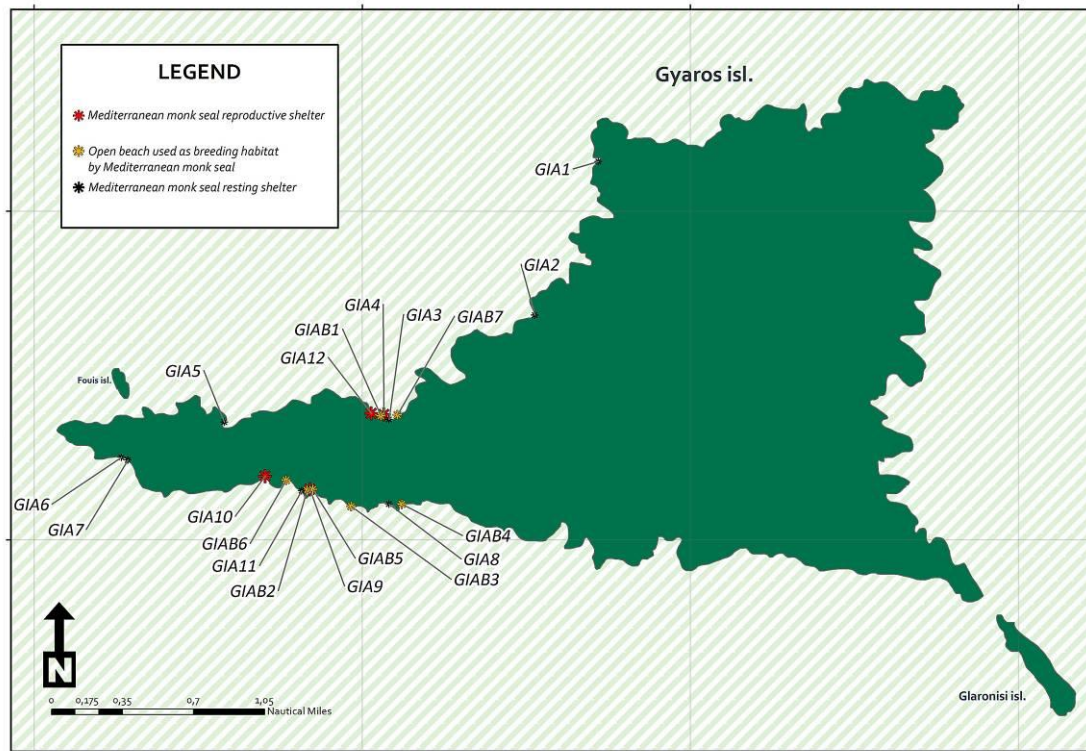 Gyaros isl.
LEGEND
Mediterranean monk seal reproductive shelter
Open beach used as breeding habitat
by Mediterranean monk seal
Mediterranean monk seal resting shelter
GIA1
GIA2
GIA4
GIA3
GIAB7
GIAB1
GIA12
GIA5
Fouis isl.
GIA6
GIA7
GIA10
GIAB6
GIA11
GIAB2
GIA9
GIAB5
GIAB3
GIA8
GIAB4
N
0 0,175 0,35 0,7 1,05
Nautical Miles
Glaronisi isl.